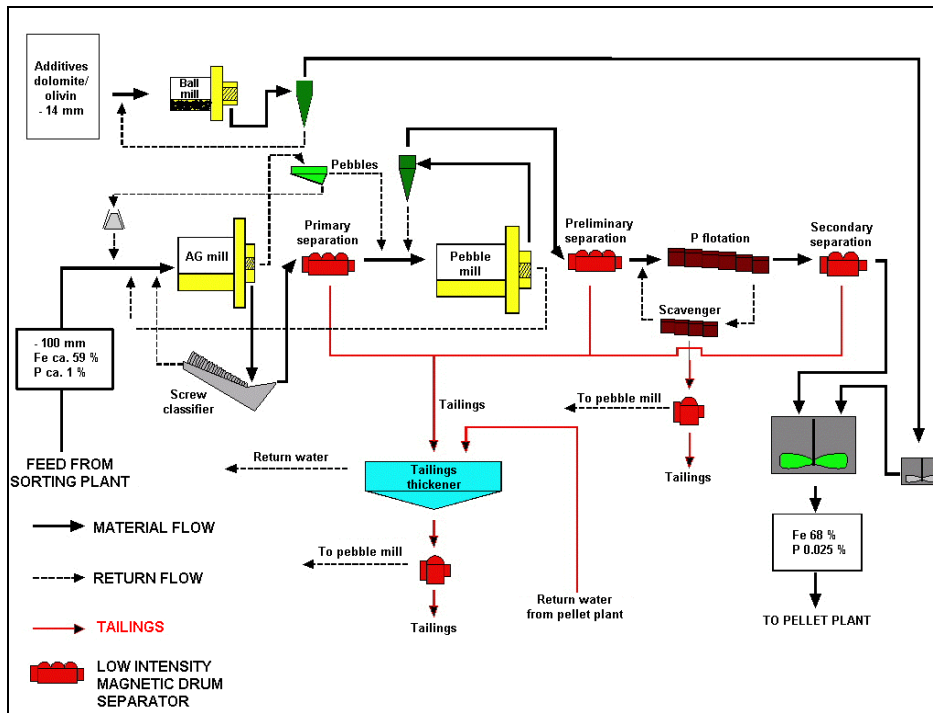 Additives
dolomite/
olivin
- 14 mm
Ball
mill
Pebbles
AG mill
Primary
separation
Pebble
mill
Preliminary
separation
P flotation
Secondary
separation
Scavenger
- 100 mm
Fe ca. 59 %
P ca. 1 %
Screw
classifier
Tailings
To pebble mill
Tailings
FEED FROM
SORTING PLANT
Return water
Tailings
thickener
MATERIAL FLOW
Fe 68 %
P 0.025 %
To pebble mill
RETURN FLOW
Return water
from pellet plant
TO PELLET PLANT
TAILINGS
Tailings
LOW INTENSITY
MAGNETIC DRUM
SEPARATOR